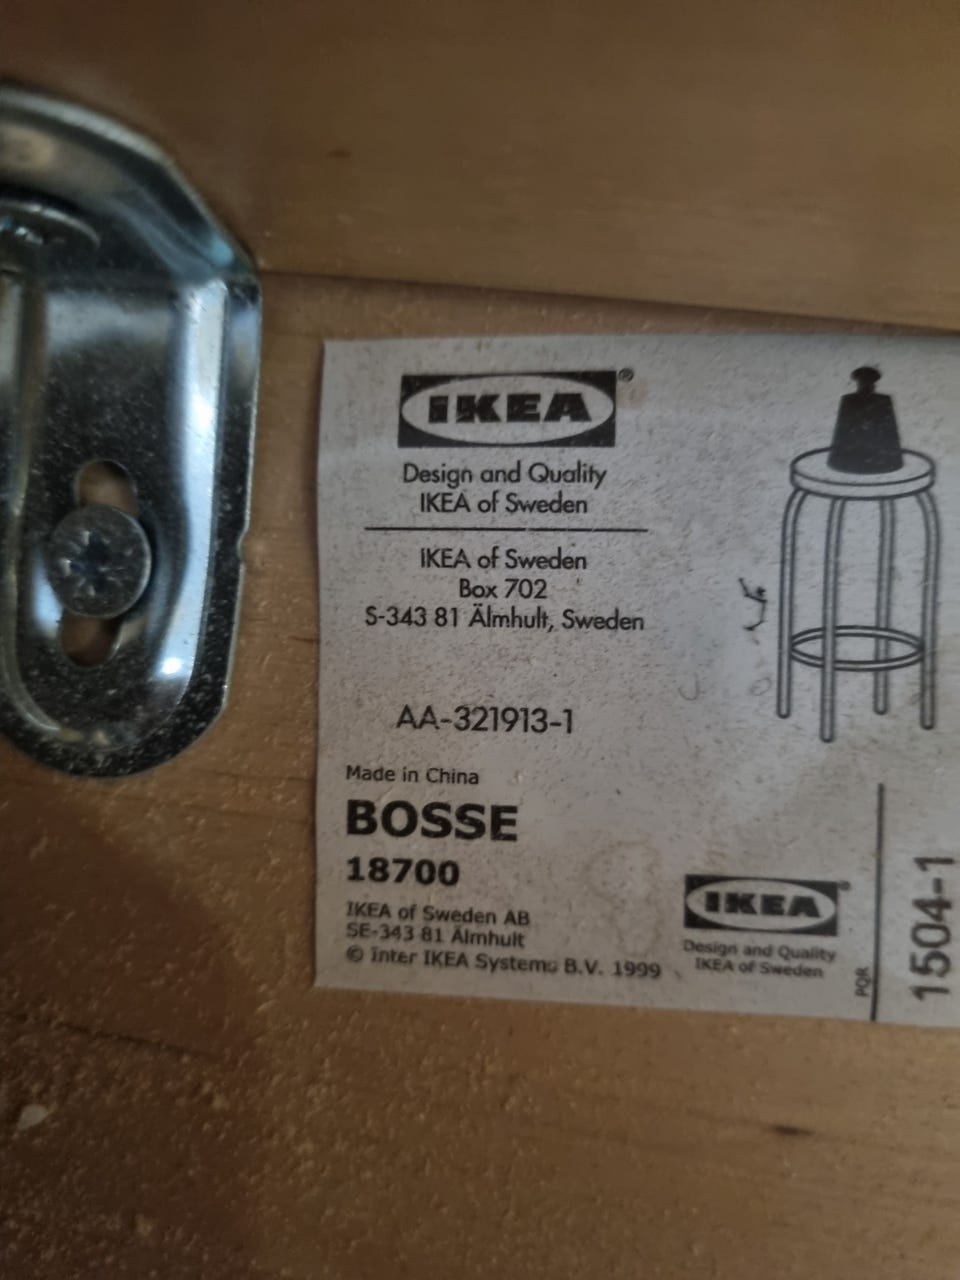 IKEA®
Design and Quality
IKEA of Sweden
IKEA of Sweden
Box 702
S-343 81 Älmhult, Sweden
AA-321913-1
Made in China
BOSSE
18700
IKEA of Sweden AB
SE-343 81 Älmhult
© Inter IKEA Systems B.V. 1999
IKEA®
Design and Quality
IKEA of Sweden
PQR
1504-1